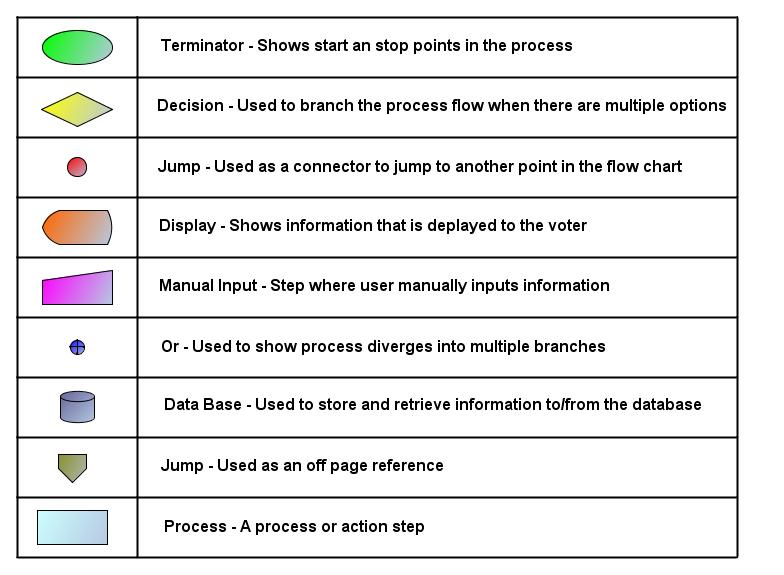 Terminator - Shows start an stop points in the process
Decision - Used to branch the process flow when there are multiple options
Jump - Used as a connector to jump to another point in the flow chart
Display - Shows information that is deplayed to the voter
Manual Input - Step where user manually inputs information
Or - Used to show process diverges into multiple branches
Data Base - Used to store and retrieve information to/from the database
Jump - Used as an off page reference
Process - A process or action step